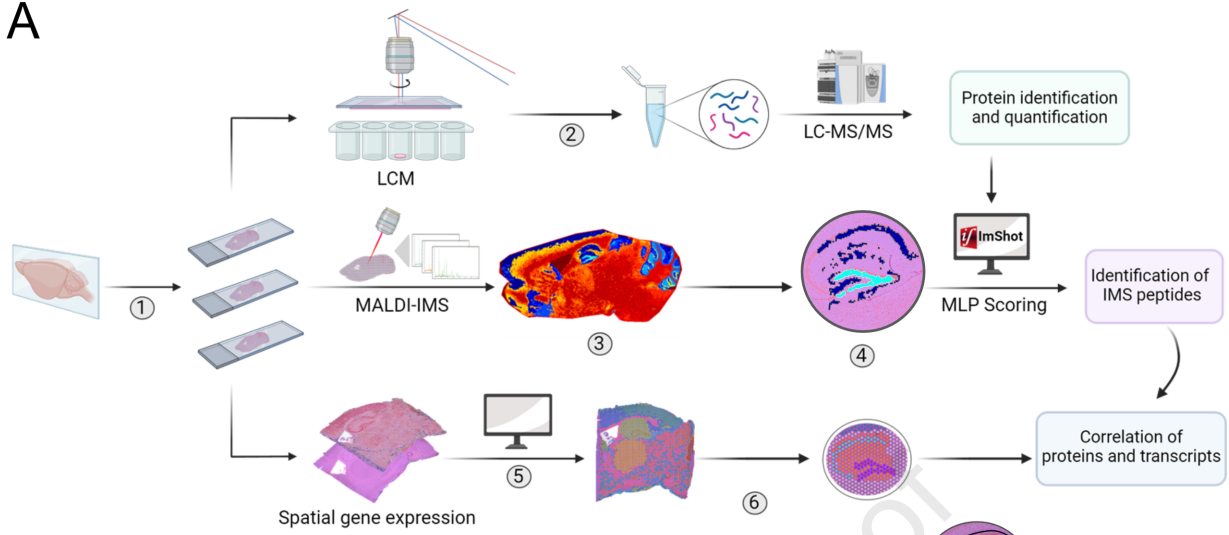 A
2
LC-MS/MS
Protein identification
and quantification
LCM
1
MALDI-IMS
3
4
ImShot
MLP Scoring
Identification of
IMS peptides
Spatial gene expression
5
6
Correlation of
proteins and transcripts